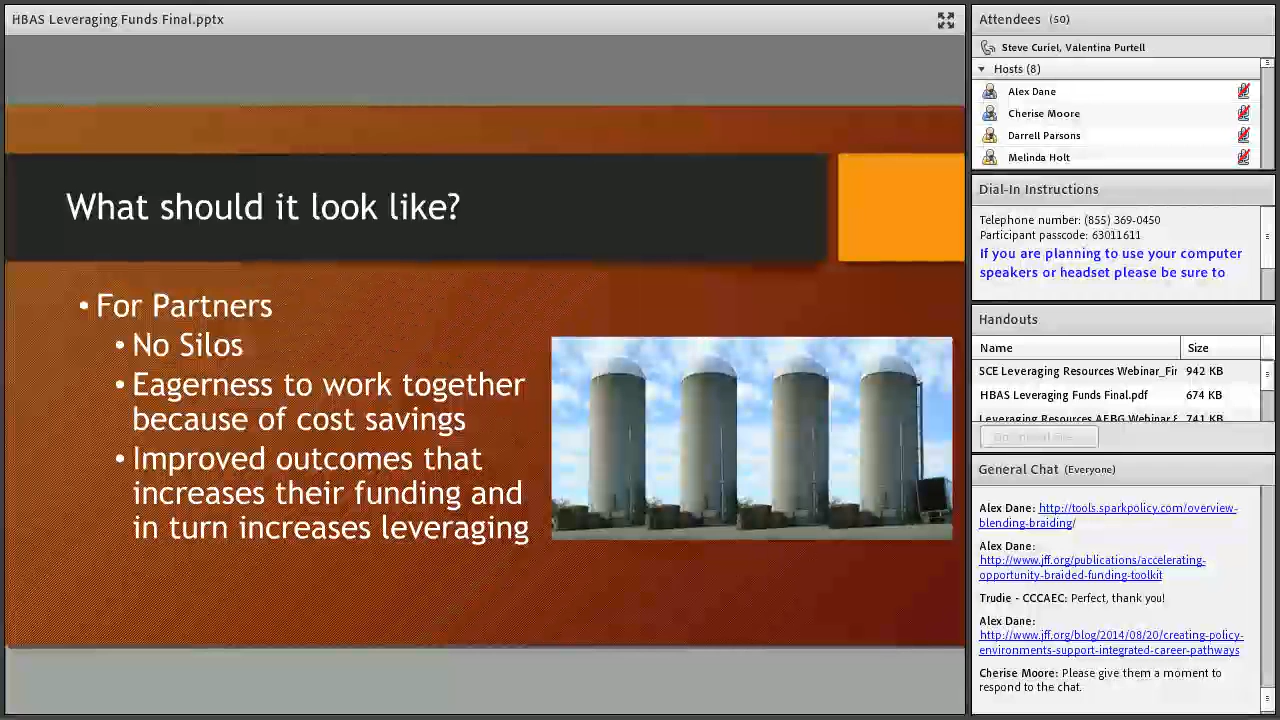 HBAS Leveraging Funds Final.pptx
What should it look like?
• For Partners
• No Silos
• Eagerness to work together
because of cost savings
• Improved outcomes that
increases their funding and
in turn increases leveraging
Attendees (50)
Steve Curiel, Valentina Purtell
Hosts (8)
Alex Dane
Cherise Moore
Darrell Parsons
Melinda Holt
Dial-In Instructions
Telephone number: (855) 369-0450
Participant passcode: 63011611
If you are planning to use your computer
speakers or headset please be sure to
Handouts
Name Size
SCE Leveraging Resources Webinar_Fir 942 KB
HBAS Leveraging Funds Final.pdf 674 KB
Leveraging Resources AEBG Webinar 741 KB
General Chat (Everyone)
Alex Dane: http://tools.sparkpolicy.com/overview-
blending-braiding/
Alex Dane:
http://www.jff.org/publications/accelerating-
opportunity-braided-funding-toolkit
Trudie - CCCAEC: Perfect, thank you!
Alex Dane:
http://www.jff.org/blog/2014/08/20/creating-policy-
environments-support-integrated-career-pathways
Cherise Moore: Please give them a moment to
respond to the chat.